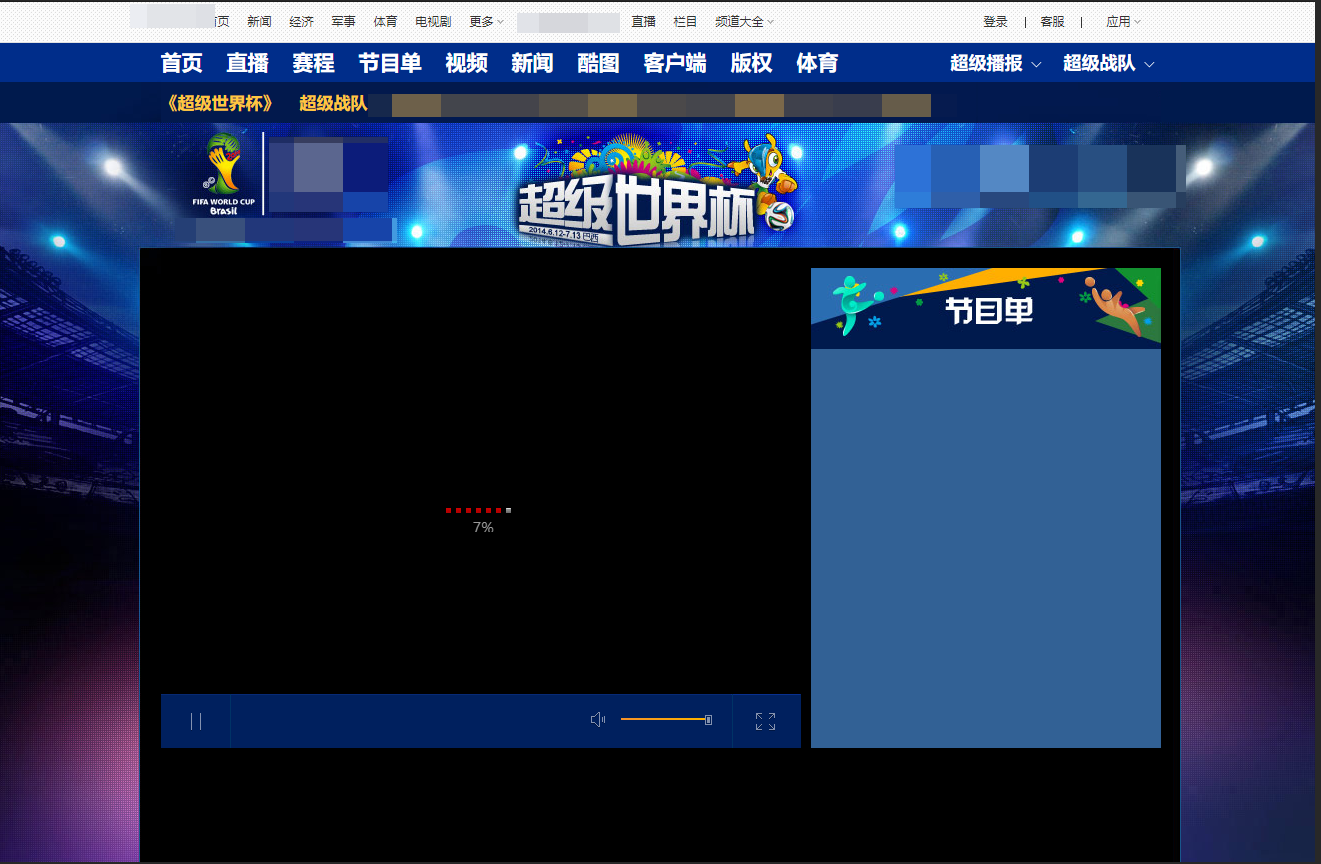 页 新闻 经济 军事 体育 电视剧 更多 直播 栏目 频道大全 登录 | 客服 | 应用
首页 直播 赛程 节目单 视频 新闻 酷图 客户端 版权 体育 超级播报 超级战队
《超级世界杯》 超级战队
FIFA WORLD CUP
Brasil
超级世界杯
2014.6.12-7.13 巴西
节目单
7%